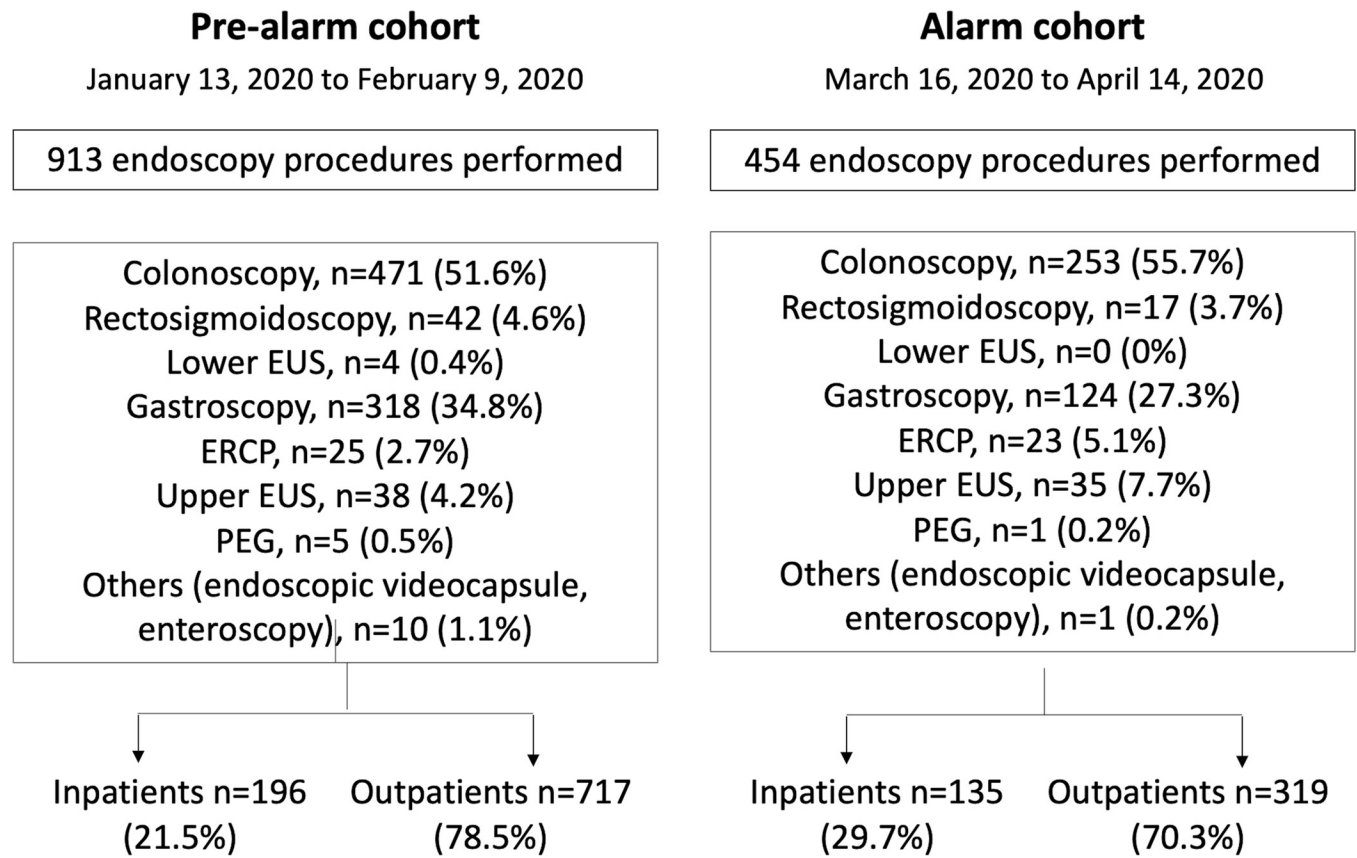 Pre-alarm cohort
January 13, 2020 to February 9, 2020
913 endoscopy procedures performed
Colonoscopy, n=471 (51.6%)
Rectosigmoidoscopy, n=42 (4.6%)
Lower EUS, n=4 (0.4%)
Gastroscopy, n=318 (34.8%)
ERCP, n=25 (2.7%)
Upper EUS, n=38 (4.2%)
PEG, n=5 (0.5%)
Others (endoscopic videocapsule,
enteroscopy), n=10 (1.1%)
Inpatients n=196
(21.5%)
Outpatients n=717
(78.5%)
Alarm cohort
March 16, 2020 to April 14, 2020
454 endoscopy procedures performed
Colonoscopy, n=253 (55.7%)
Rectosigmoidoscopy, n=17 (3.7%)
Lower EUS, n=0 (0%)
Gastroscopy, n=124 (27.3%)
ERCP, n=23 (5.1%)
Upper EUS, n=35 (7.7%)
PEG, n=1 (0.2%)
Others (endoscopic videocapsule,
enteroscopy), n=1 (0.2%)
Inpatients n=135
(29.7%)
Outpatients n=319
(70.3%)